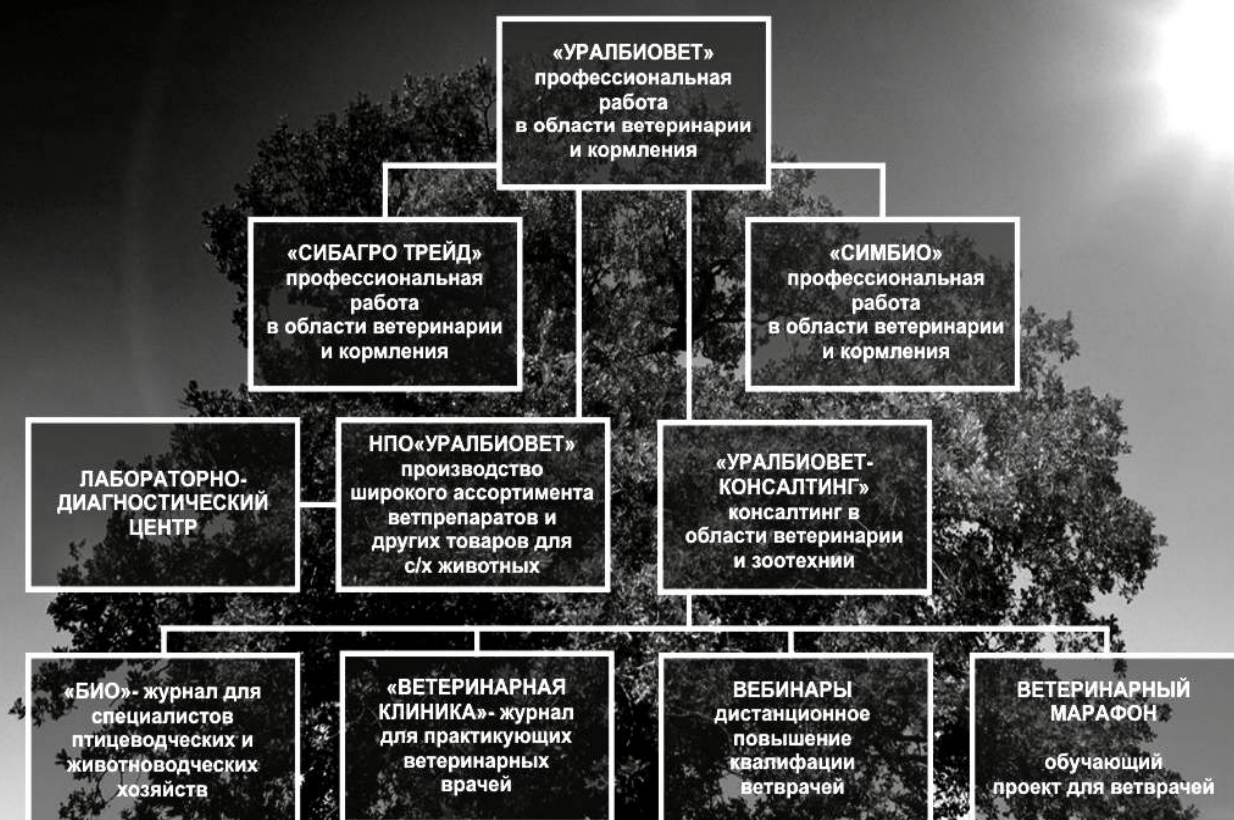 «УРАЛБИОВЕТ»
профессиональная
работа
в области ветеринарии
и кормления
«СИБАГРО ТРЕЙД»
профессиональная
работа
в области ветеринарии
и кормления
«СИМБИО»
профессиональная
работа
в области ветеринарии
и кормления
ЛАБОРАТОРНО-
ДИАГНОСТИЧЕСКИЙ
ЦЕНТР
НПО«УРАЛБИОВЕТ»
производство
широкого ассортимента
ветпрепаратов и
других товаров для
с/х животных
«УРАЛБИОВЕТ-
КОНСАЛТИНГ»
консалтинг в
области ветеринарии
и зоотехнии
«БИО»- журнал для
специалистов
птицеводческих и
животноводческих
хозяйств
«ВЕТЕРИНАРНАЯ
КЛИНИКА»- журнал
для практикующих
ветеринарных
врачей
ВЕБИНАРЫ
дистанционное
повышение
квалифации
ветврачей
ВЕТЕРИНАРНЫЙ
МАРАФОН
обучающий
проект для ветврачей